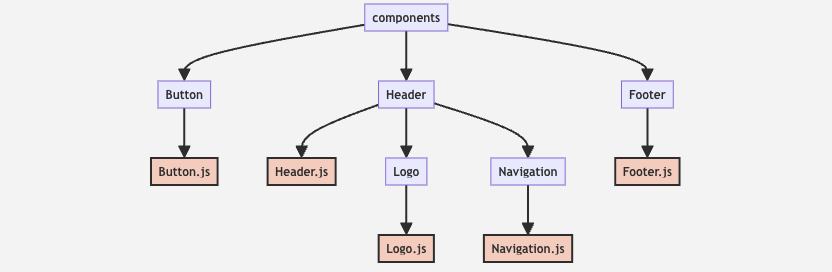 components
Button
Header
Footer
Button.js
Header.js
Logo
Navigation
Footer.js
Logo.js
Navigation.js